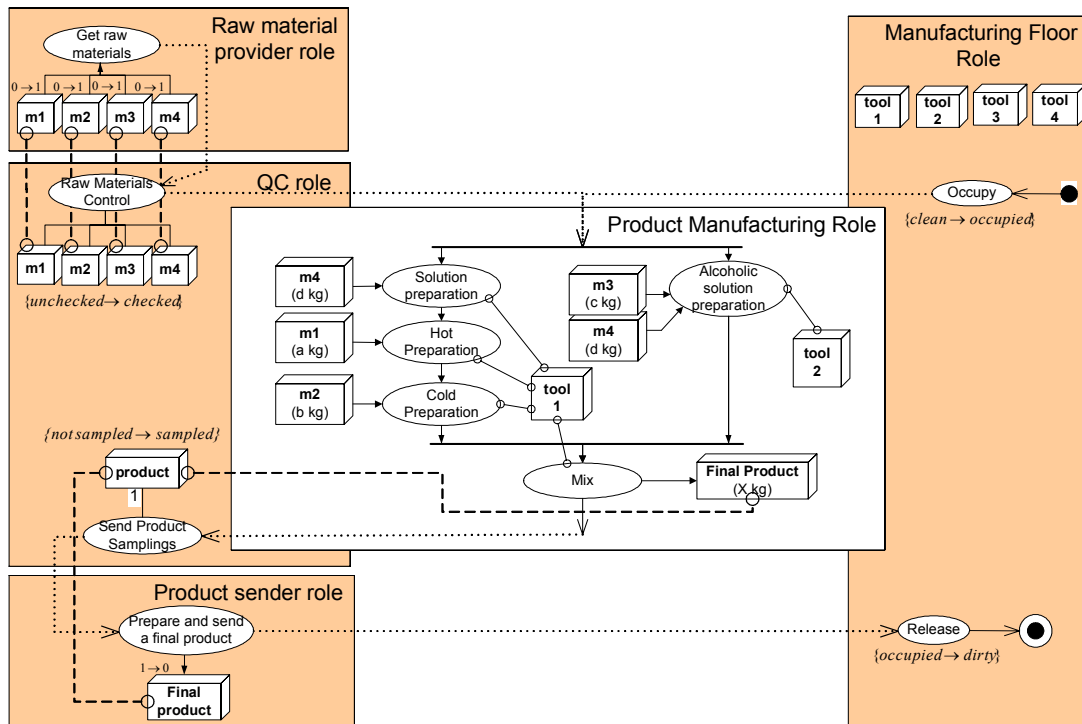 Raw material
provider role
Get raw
materials
0 → 1
0 → 1
0 → 1
0 → 1
m1
m2
m3
m4
QC role
Raw Materials
Control
m1
m2
m3
m4
{unchecked → checked}
{not sampled → sampled}
product
1
Send Product
Samplings
Product sender role
Prepare and send
a final product
1 → 0
Final
product
Product Manufacturing Role
m4
(d kg)
Solution
preparation
m1
(a kg)
Hot
Preparation
m2
(b kg)
Cold
Preparation
tool
1
m3
(c kg)
m4
(d kg)
Alcoholic
solution
preparation
tool
2
Mix
Final Product
(X kg)
Manufacturing Floor
Role
tool
1
tool
2
tool
3
tool
4
Occupy
{clean → occupied}
Release
{occupied → dirty}